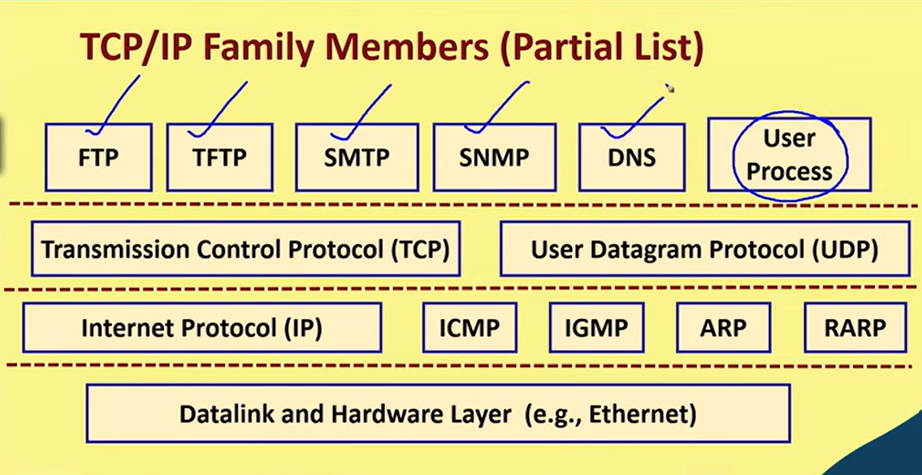 TCP/IP Family Members (Partial List)
FTP
TFTP
SMTP
SNMP
DNS
User
Process
Transmission Control Protocol (TCP)
User Datagram Protocol (UDP)
Internet Protocol (IP)
ICMP
IGMP
ARP
RARP
Datalink and Hardware Layer (e.g., Ethernet)